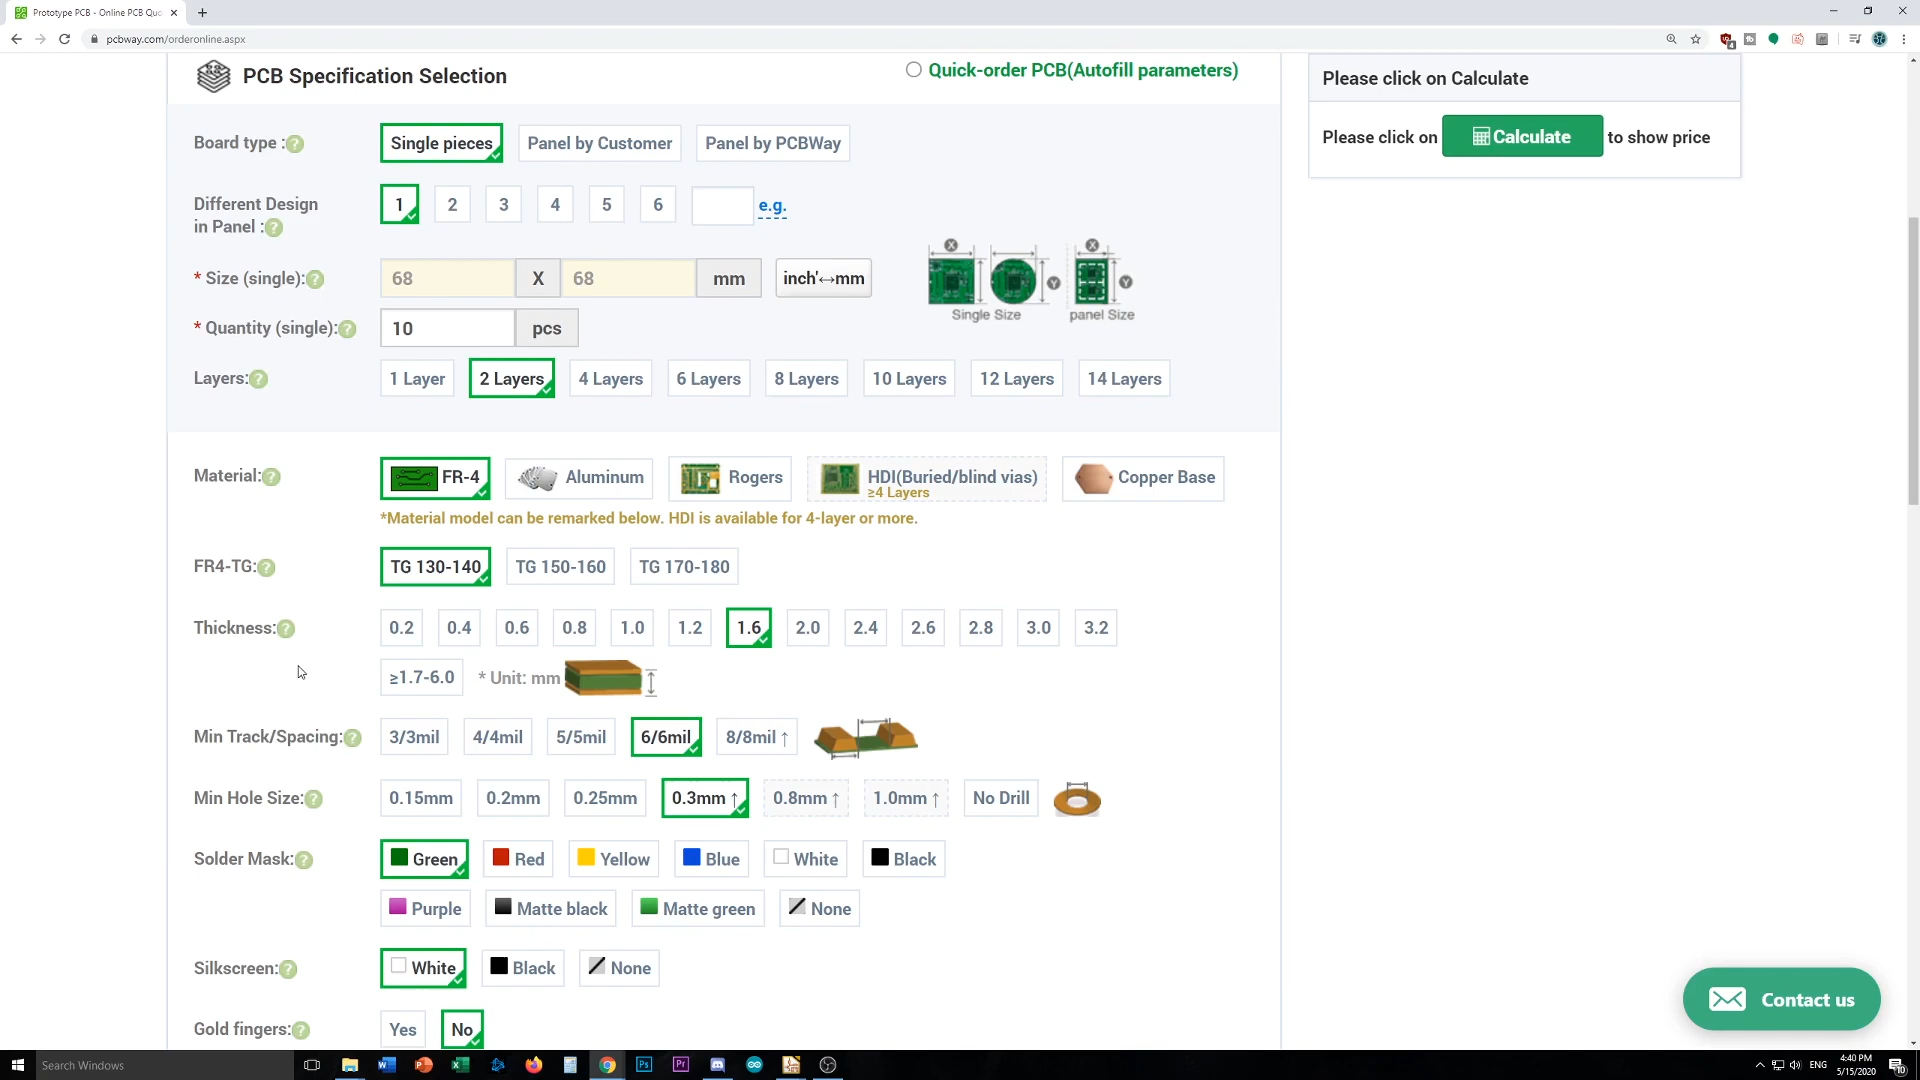 Prototype PCB - Online PCB Quo
pcbway.com/orderonline.aspx
4
PCB Specification Selection
Quick-order PCB(Autofill parameters)
Please click on Calculate
Please click on Calculate to show price
Board type : ? Single pieces Panel by Customer Panel by PCBWay
Different Design
in Panel : ? 1 2 3 4 5 6 e.g.
* Size (single): ? 68 X 68 mm inch'↔mm
X X
Y Y
Single Size panel Size
* Quantity (single): ? 10 pcs
Layers: ? 1 Layer 2 Layers 4 Layers 6 Layers 8 Layers 10 Layers 12 Layers 14 Layers
Material: ? FR-4 Aluminum Rogers HDI(Buried/blind vias) Copper Base
≥4 Layers
*Material model can be remarked below. HDI is available for 4-layer or more.
FR4-TG: ? TG 130-140 TG 150-160 TG 170-180
Thickness: ? 0.2 0.4 0.6 0.8 1.0 1.2 1.6 2.0 2.4 2.6 2.8 3.0 3.2
≥1.7-6.0 * Unit: mm
Min Track/Spacing: ? 3/3mil 4/4mil 5/5mil 6/6mil 8/8mil ↑
Min Hole Size: ? 0.15mm 0.2mm 0.25mm 0.3mm ↑ 0.8mm ↑ 1.0mm ↑ No Drill
Solder Mask: ? Green Red Yellow Blue White Black
Purple Matte black Matte green None
Silkscreen: ? White Black None
Gold fingers: ? Yes No
Contact us
Search Windows
W P X Ps Pr
ENG
4:40 PM
5/15/2020
10